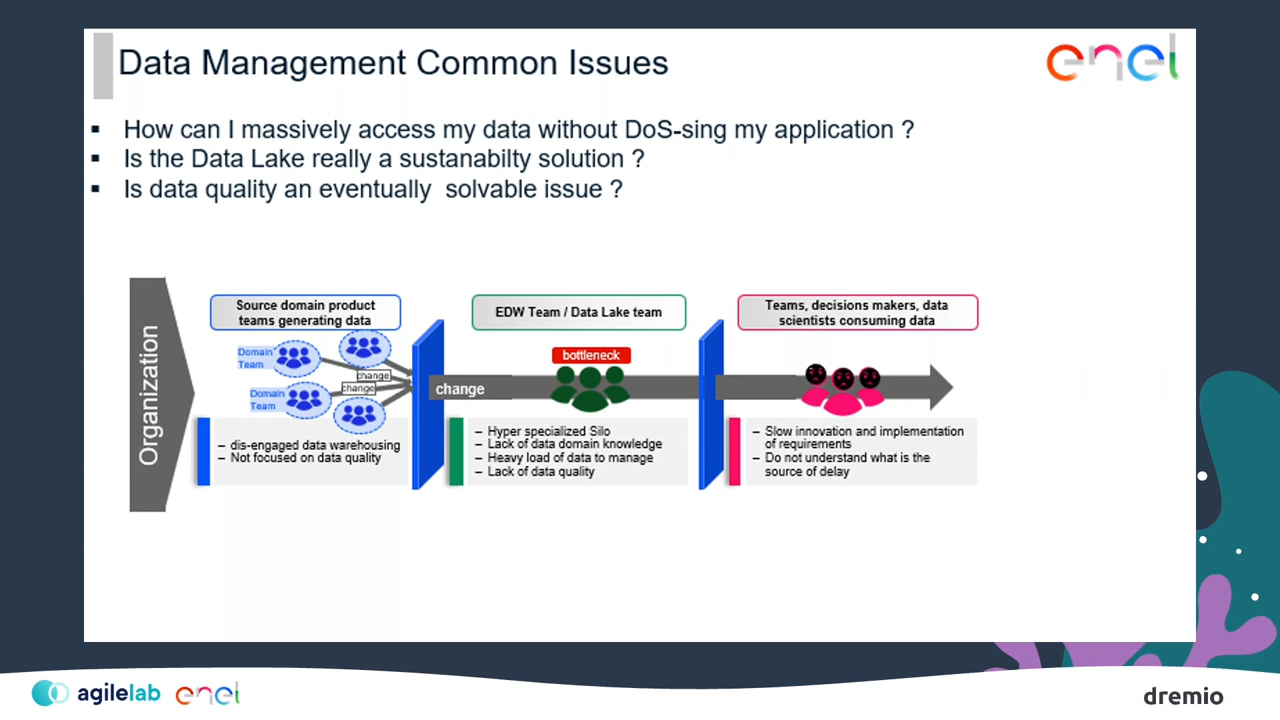 Data Management Common Issues
enel
▪ How can I massively access my data without DoS-sing my application ?
▪ Is the Data Lake really a sustanabilty solution ?
▪ Is data quality an eventually  solvable issue ?
Organization
Source domain product
teams generating data
Domain
Team
Domain
Team
change
change
– dis-engaged data warehousing
– Not focused on data quality
EDW Team / Data Lake team
bottleneck
change
– Hyper specialized Silo
– Lack of data domain knowledge
– Heavy load of data to manage
– Lack of data quality
Teams, decisions makers, data
scientists consuming data
– Slow innovation and implementation
of requirements
– Do not understand what is the
source of delay
agilelab enel
dremio